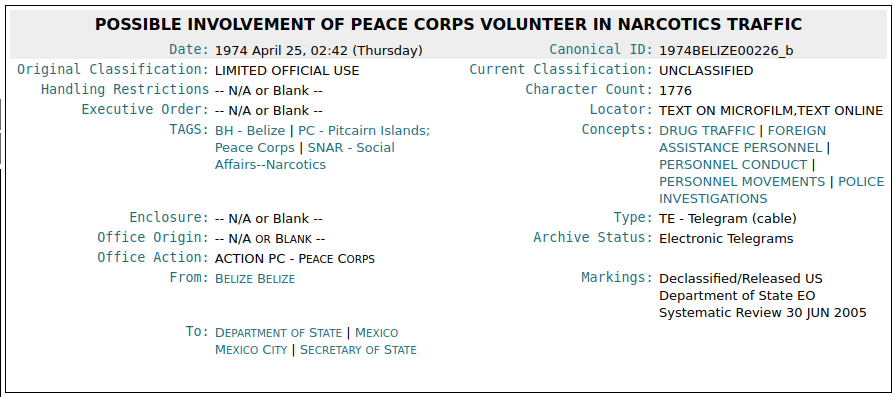 POSSIBLE INVOLVEMENT OF PEACE CORPS VOLUNTEER IN NARCOTICS TRAFFIC
Date: 1974 April 25, 02:42 (Thursday) Canonical ID: 1974BELIZE00226_b
Original Classification: LIMITED OFFICIAL USE Current Classification: UNCLASSIFIED
Handling Restrictions -- N/A or Blank -- Character Count: 1776
Executive Order: -- N/A or Blank -- Locator: TEXT ON MICROFILM,TEXT ONLINE
TAGS: BH - Belize | PC - Pitcairn Islands; Concepts: DRUG TRAFFIC | FOREIGN
Peace Corps | SNAR - Social ASSISTANCE PERSONNEL |
Affairs--Narcotics PERSONNEL CONDUCT |
PERSONNEL MOVEMENTS | POLICE
INVESTIGATIONS
Enclosure: -- N/A or Blank -- Type: TE - Telegram (cable)
Office Origin: -- N/A OR BLANK -- Archive Status: Electronic Telegrams
Office Action: ACTION PC - PEACE CORPS
From: BELIZE BELIZE Markings: Declassified/Released US
Department of State EO
Systematic Review 30 JUN 2005
To: DEPARTMENT OF STATE | MEXICO
MEXICO CITY | SECRETARY OF STATE